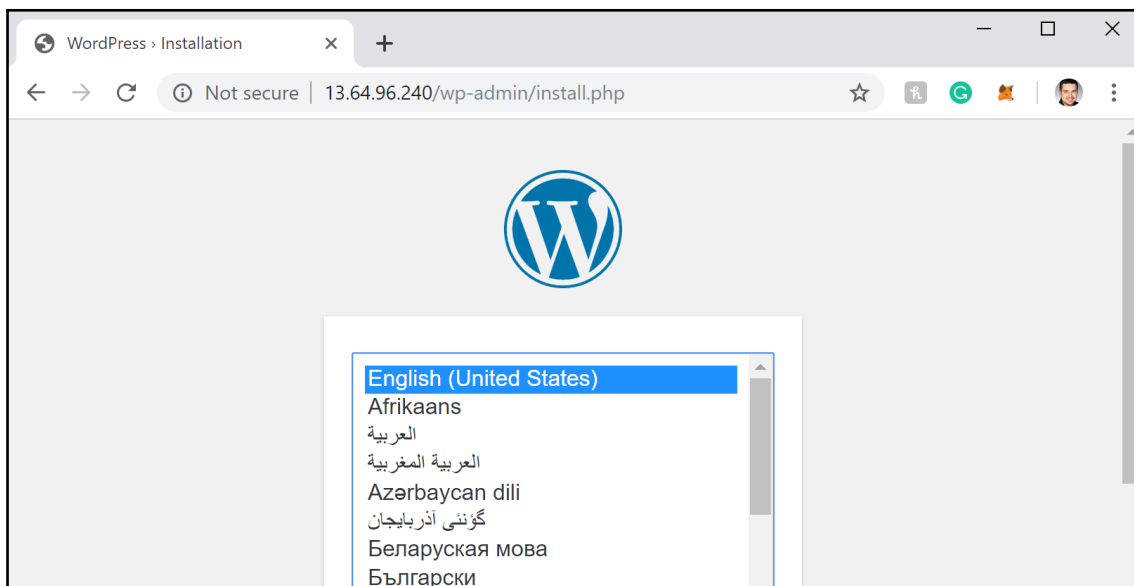 WordPress › Installation
Not secure | 13.64.96.240/wp-admin/install.php
English (United States)
Afrikaans
العربية
العربية المغربية
Azərbaycan dili
گؤنئی آذربایجان
Беларуская мова
Български